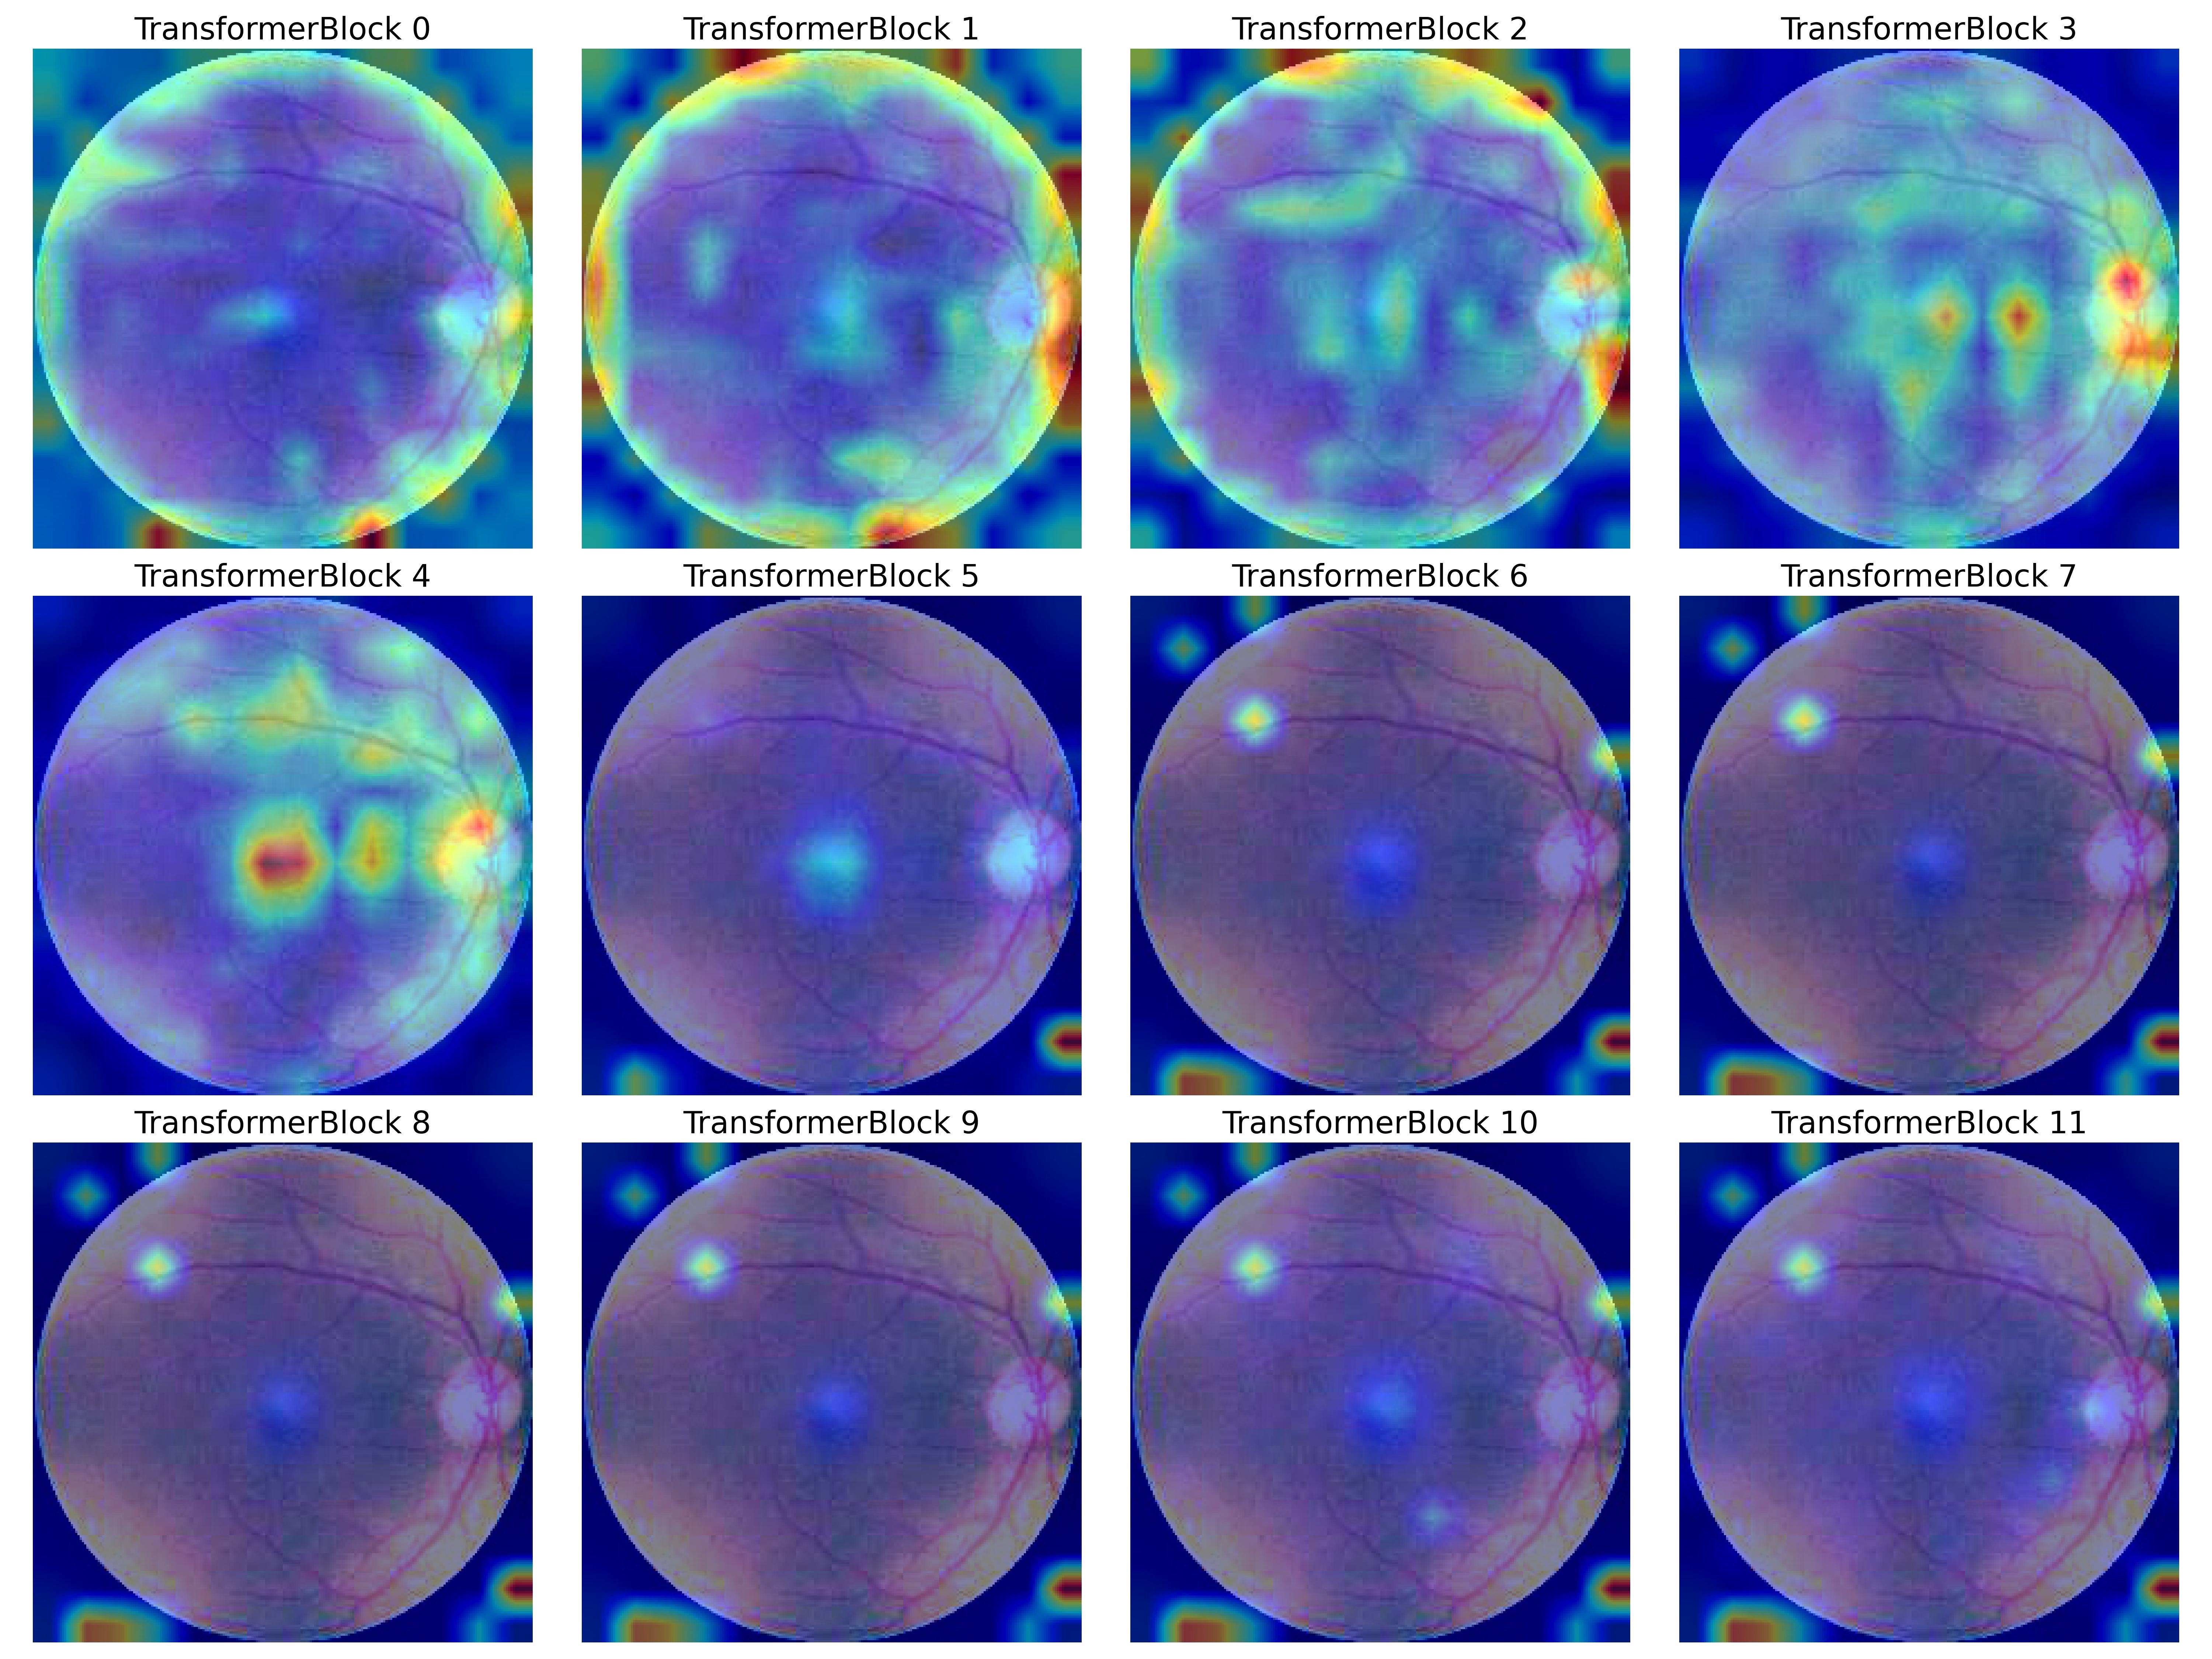 TransformerBlock 0
TransformerBlock 1
TransformerBlock 2
TransformerBlock 3
TransformerBlock 4
TransformerBlock 5
TransformerBlock 6
TransformerBlock 7
TransformerBlock 8
TransformerBlock 9
TransformerBlock 10
TransformerBlock 11